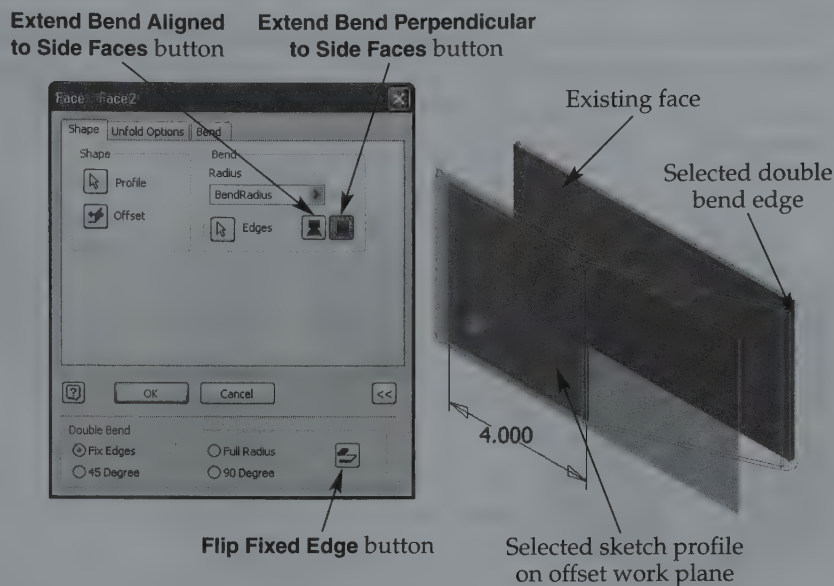 Extend Bend Aligned
to Side Faces button
Extend Bend Perpendicular
to Side Faces button
Face : Face2
Shape
Unfold Options
Bend
Shape
Profile
Offset
Bend
Radius
BendRadius
Edges
OK
Cancel
<<
Double Bend
Fix Edges
45 Degree
Full Radius
90 Degree
Flip Fixed Edge button
Existing face
Selected double
bend edge
4.000
Selected sketch profile
on offset work plane